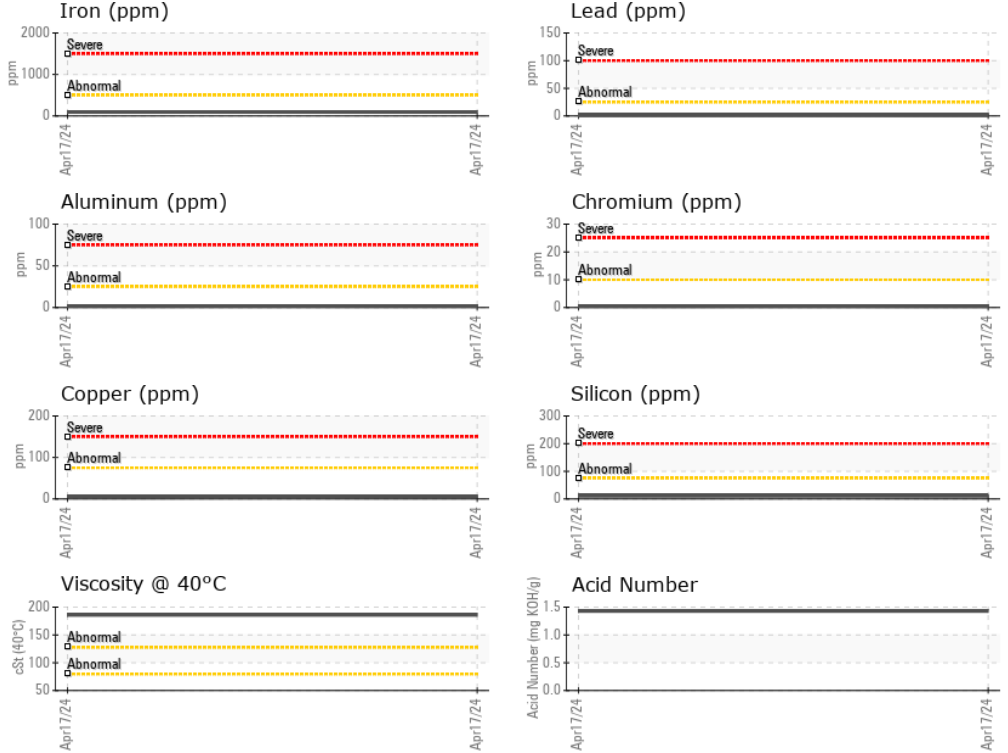 Iron (ppm)
2000
1000
0
ppm
Severe
Abnormal
Apr17/24
Apr17/24
Lead (ppm)
150
100
50
0
ppm
Severe
Abnormal
Apr17/24
Apr17/24
Aluminum (ppm)
100
50
0
ppm
Severe
Abnormal
Apr17/24
Apr17/24
Chromium (ppm)
30
20
10
0
ppm
Severe
Abnormal
Apr17/24
Apr17/24
Copper (ppm)
200
100
0
ppm
Severe
Abnormal
Apr17/24
Apr17/24
Silicon (ppm)
300
200
100
0
ppm
Severe
Abnormal
Apr17/24
Apr17/24
Viscosity @ 40°C
200
150
100
50
cSt (40°C)
Abnormal
Abnormal
Apr17/24
Apr17/24
Acid Number
1.5
1.0
0.5
0.0
Acid Number (mg KOH/g)
Apr17/24
Apr17/24